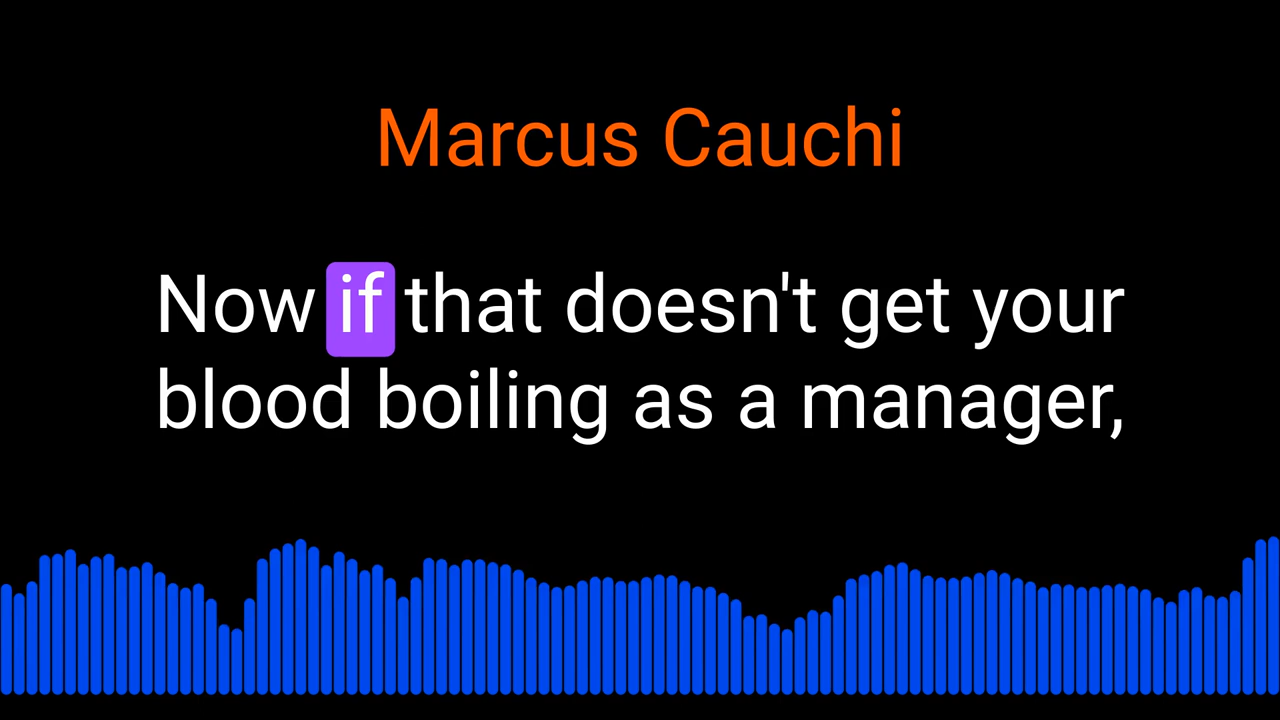 Marcus Cauchi
Now if that doesn't get your
blood boiling as a manager,